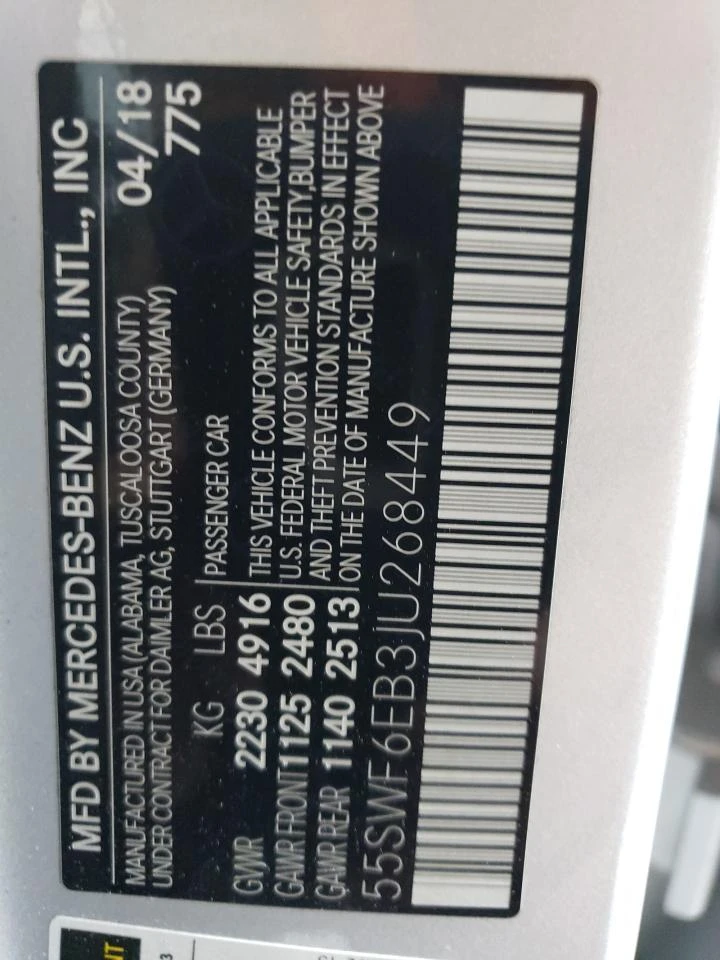 MFD BY MERCEDES-BENZ U.S. INTL., INC
MANUFACTURED IN USA (ALABAMA, TUSCALOOSA COUNTY)
UNDER CONTRACT FOR DAIMLER AG, STUTTGART (GERMANY)
04/18
775
KG LBS PASSENGER CAR
GVWR 2230 4916
GAWR FRONT 1125 2480
GAWR REAR 1140 2513
THIS VEHICLE CONFORMS TO ALL APPLICABLE
U.S. FEDERAL MOTOR VEHICLE SAFETY, BUMPER
AND THEFT PREVENTION STANDARDS IN EFFECT
ON THE DATE OF MANUFACTURE SHOWN ABOVE
55SWF6EB3JU268449